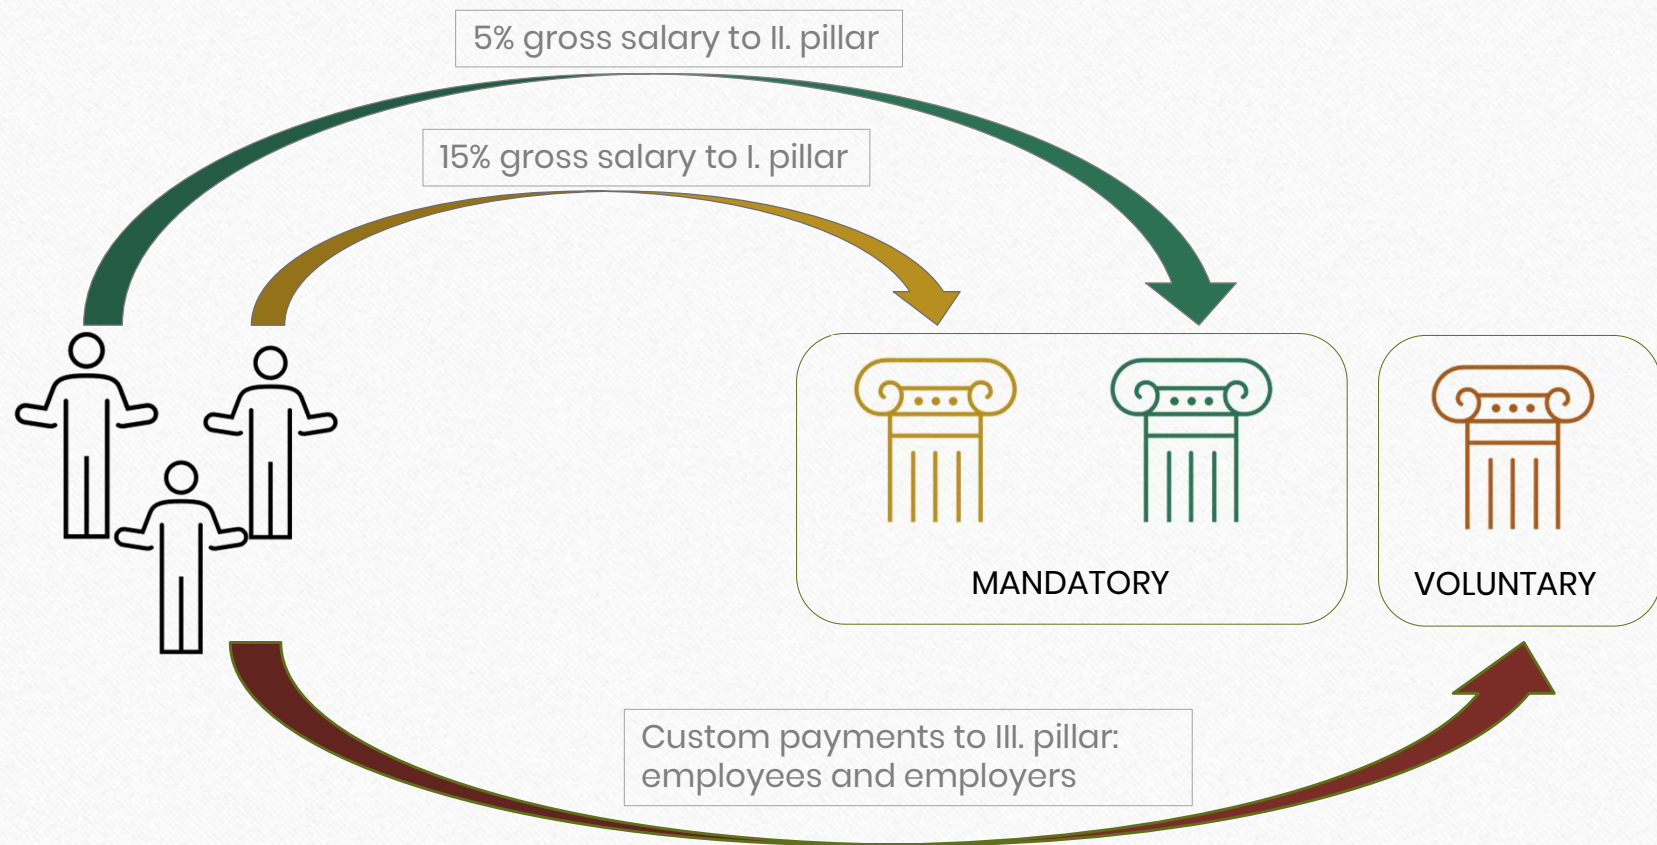 5% gross salary to II. pillar
15% gross salary to I. pillar
MANDATORY
VOLUNTARY
Custom payments to III. pillar:
employees and employers